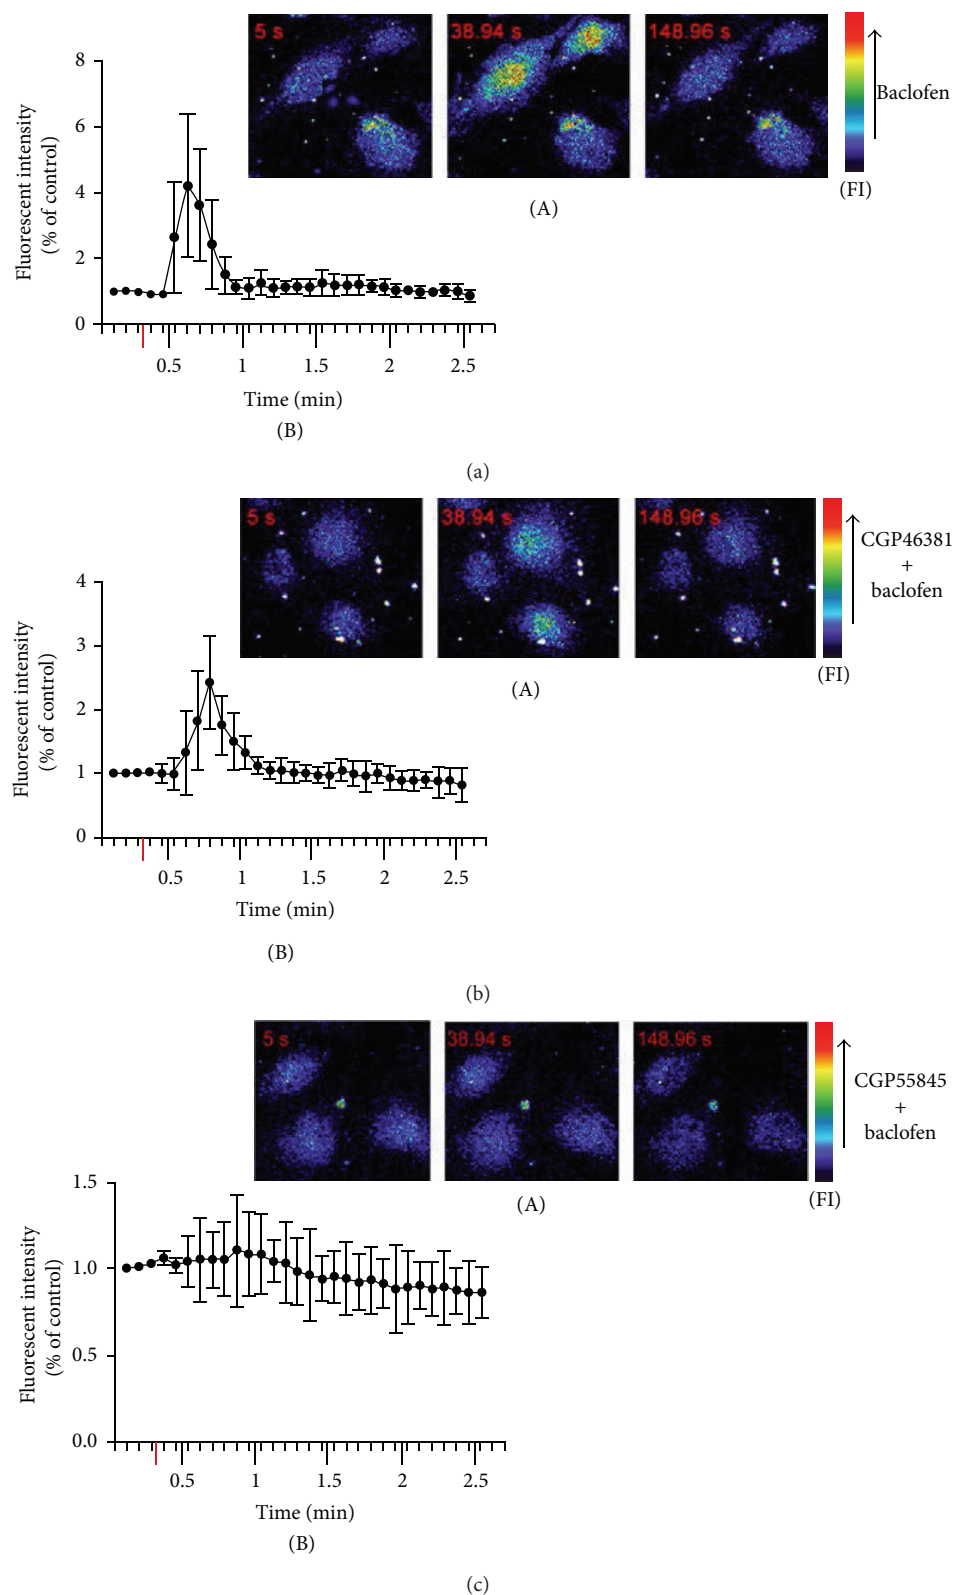 5 s
38.94 s
148.96 s
Baclofen
(FI)
(A)
Fluorescent intensity
(% of control)
8
6
4
2
0
0.5
1
1.5
2
2.5
Time (min)
(B)
(a)
5 s
38.94 s
148.96 s
CGP46381
+
baclofen
(FI)
(A)
Fluorescent intensity
(% of control)
4
3
2
1
0
0.5
1
1.5
2
2.5
Time (min)
(B)
(b)
5 s
38.94 s
148.96 s
CGP55845
+
baclofen
(FI)
(A)
Fluorescent intensity
(% of control)
1.5
1.0
0.5
0.0
0.5
1
1.5
2
2.5
Time (min)
(B)
(c)